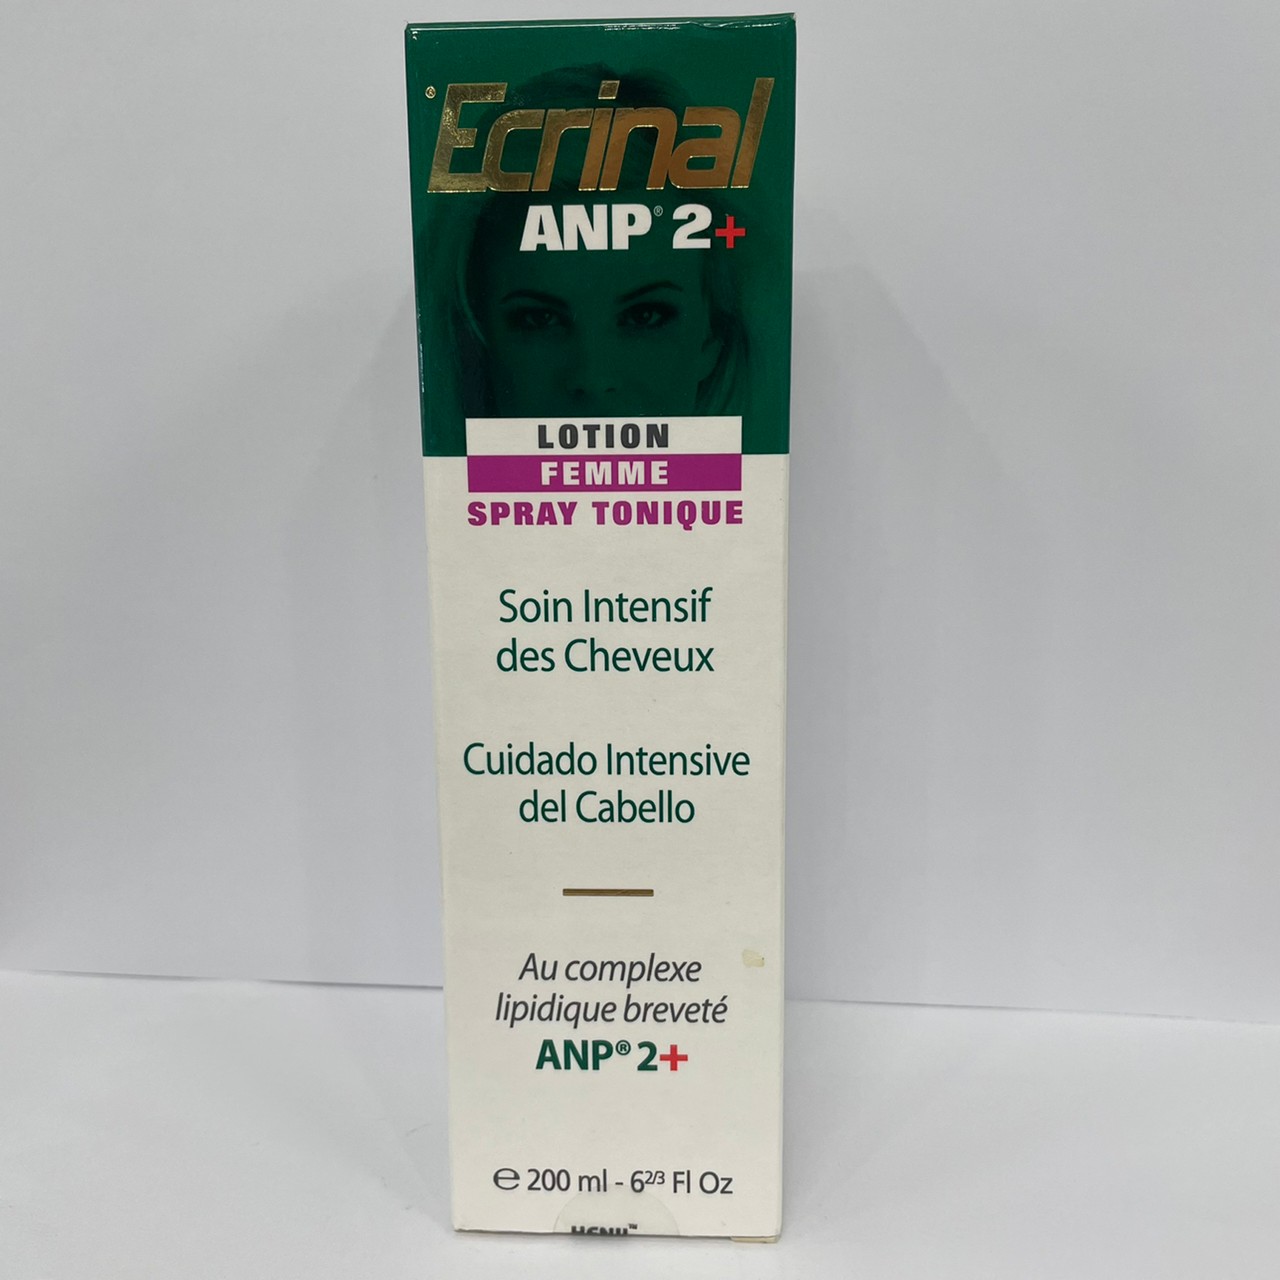 Ecrinal®
ANP® 2+
LOTION
FEMME
SPRAY TONIQUE
Soin Intensif
des Cheveux
Cuidado Intensive
del Cabello
Au complexe
lipidique breveté
ANP® 2+
℮ 200 ml - 6 2/3 Fl Oz